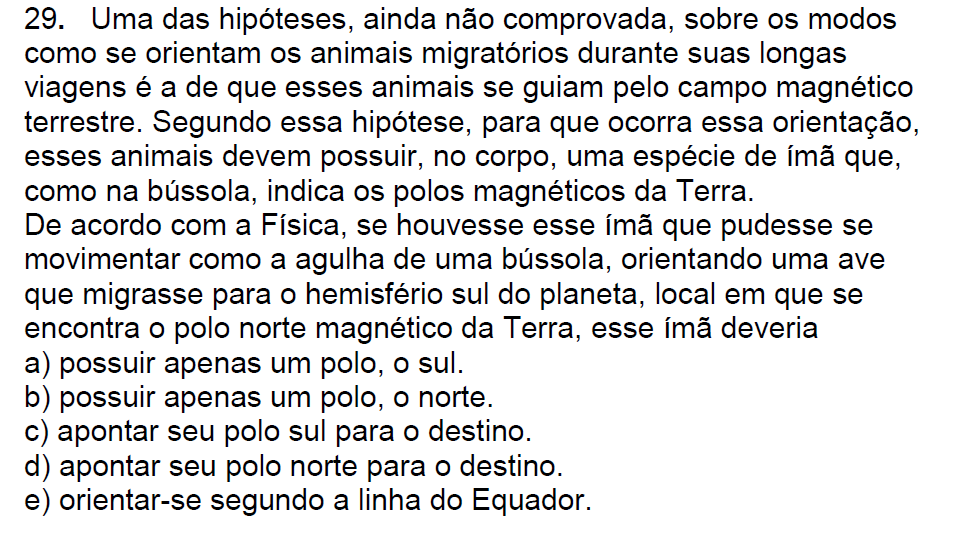 29. Uma das hipóteses, ainda não comprovada, sobre os modos
como se orientam os animais migratórios durante suas longas
viagens é a de que esses animais se guiam pelo campo magnético
terrestre. Segundo essa hipótese, para que ocorra essa orientação,
esses animais devem possuir, no corpo, uma espécie de ímã que,
como na bússola, indica os polos magnéticos da Terra.
De acordo com a Física, se houvesse esse ímã que pudesse se
movimentar como a agulha de uma bússola, orientando uma ave
que migrasse para o hemisfério sul do planeta, local em que se
encontra o polo norte magnético da Terra, esse ímã deveria
a) possuir apenas um polo, o sul.
b) possuir apenas um polo, o norte.
c) apontar seu polo sul para o destino.
d) apontar seu polo norte para o destino.
e) orientar-se segundo a linha do Equador.